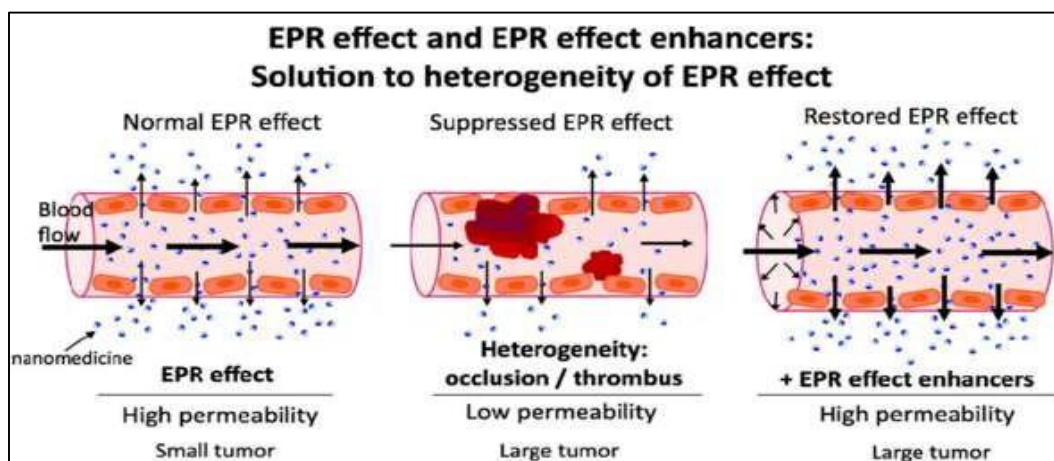 EPR effect and EPR effect enhancers:
Solution to heterogeneity of EPR effect
Normal EPR effect
Blood
flow
nanomedicine
EPR effect
High permeability
Small tumor
Suppressed EPR effect
Heterogeneity:
occlusion / thrombus
Low permeability
Large tumor
Restored EPR effect
+ EPR effect enhancers
High permeability
Large tumor